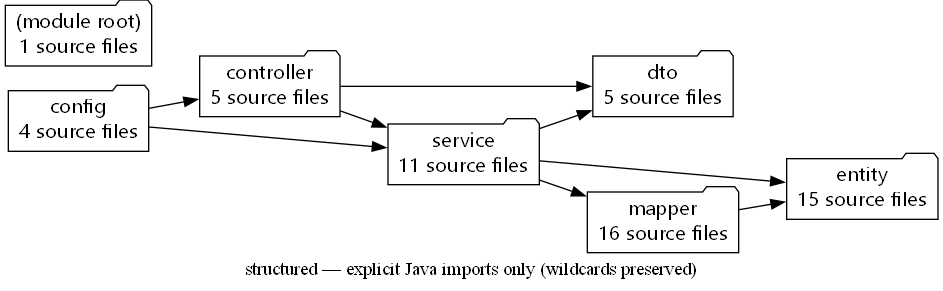 (module root)
1 source files
config
4 source files
controller
5 source files
service
11 source files
dto
5 source files
mapper
16 source files
entity
15 source files
structured — explicit Java imports only (wildcards preserved)